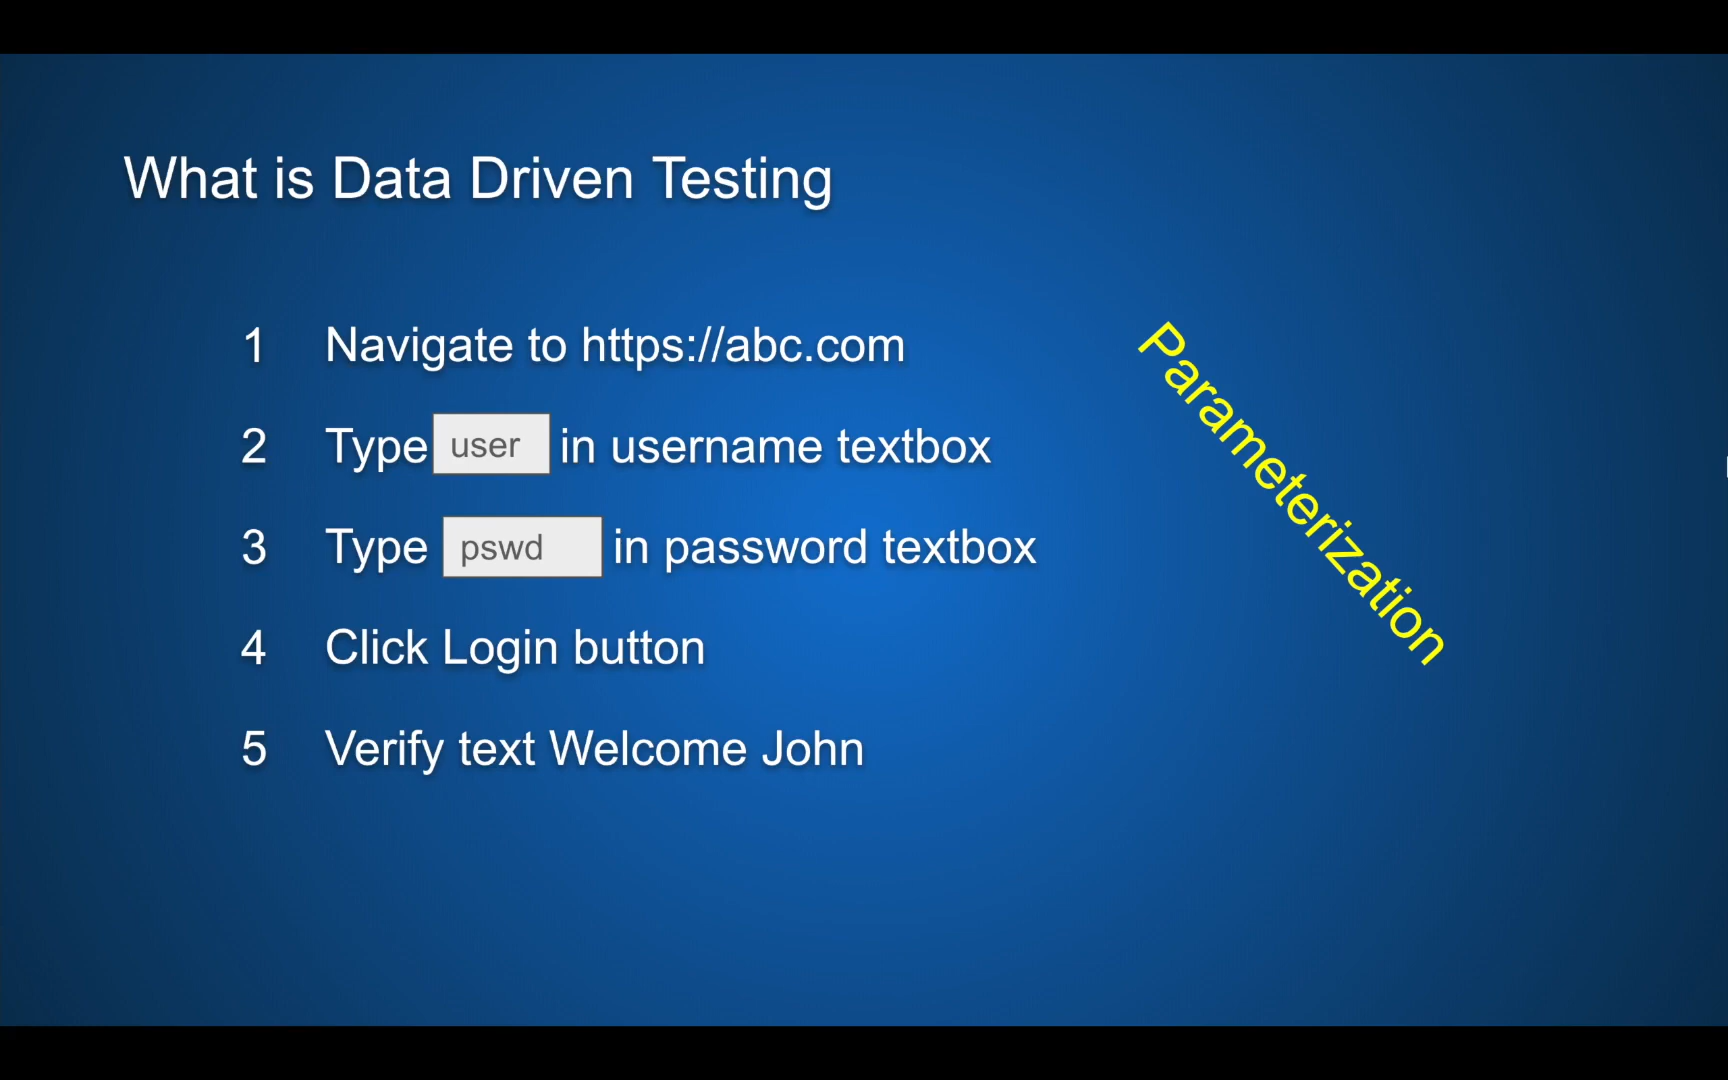 What is Data Driven Testing
1 Navigate to https://abc.com
2 Type user in username textbox
3 Type pswd in password textbox
4 Click Login button
5 Verify text Welcome John
Parameterization